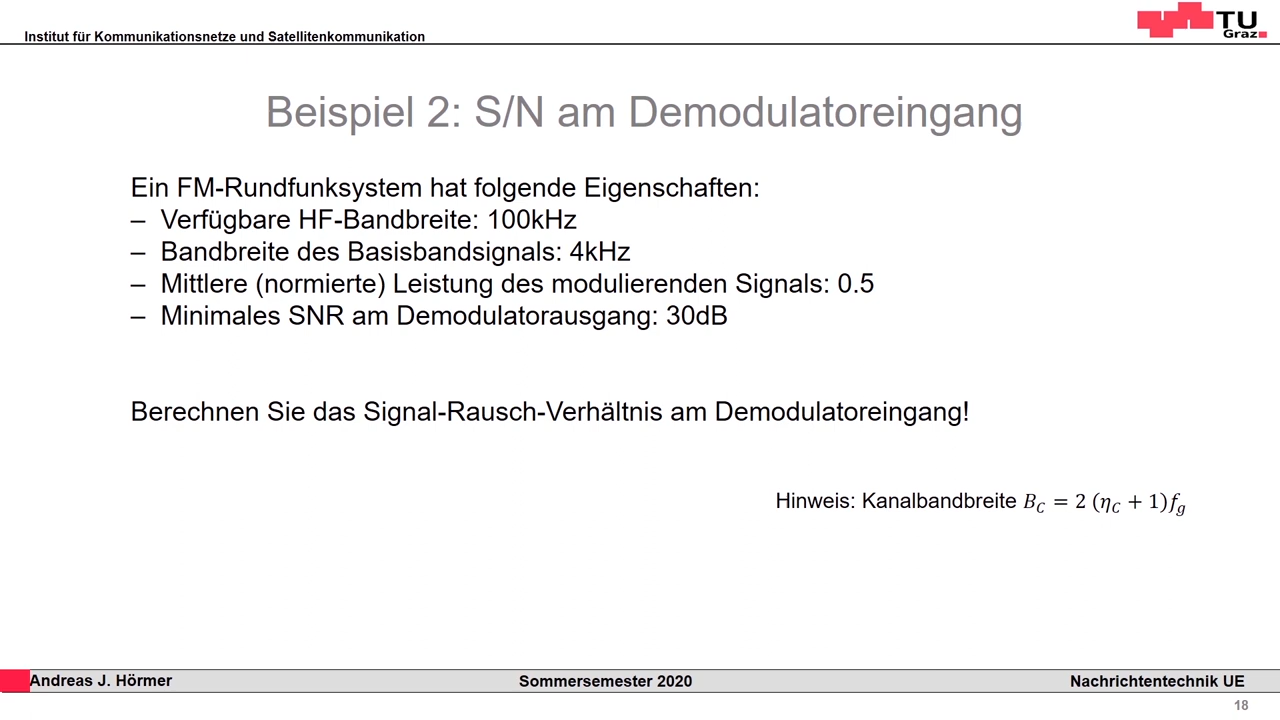 Institut für Kommunikationsnetze und Satellitenkommunikation
TU
Graz
Beispiel 2: S/N am Demodulatoreingang
Ein FM-Rundfunksystem hat folgende Eigenschaften:
– Verfügbare HF-Bandbreite: 100kHz
– Bandbreite des Basisbandsignals: 4kHz
– Mittlere (normierte) Leistung des modulierenden Signals: 0.5
– Minimales SNR am Demodulatorausgang: 30dB
Berechnen Sie das Signal-Rausch-Verhältnis am Demodulatoreingang!
Hinweis: Kanalbandbreite $B_C = 2 (\eta_C + 1) f_g$
Andreas J. Hörmer Sommersemester 2020 Nachrichtentechnik UE
18